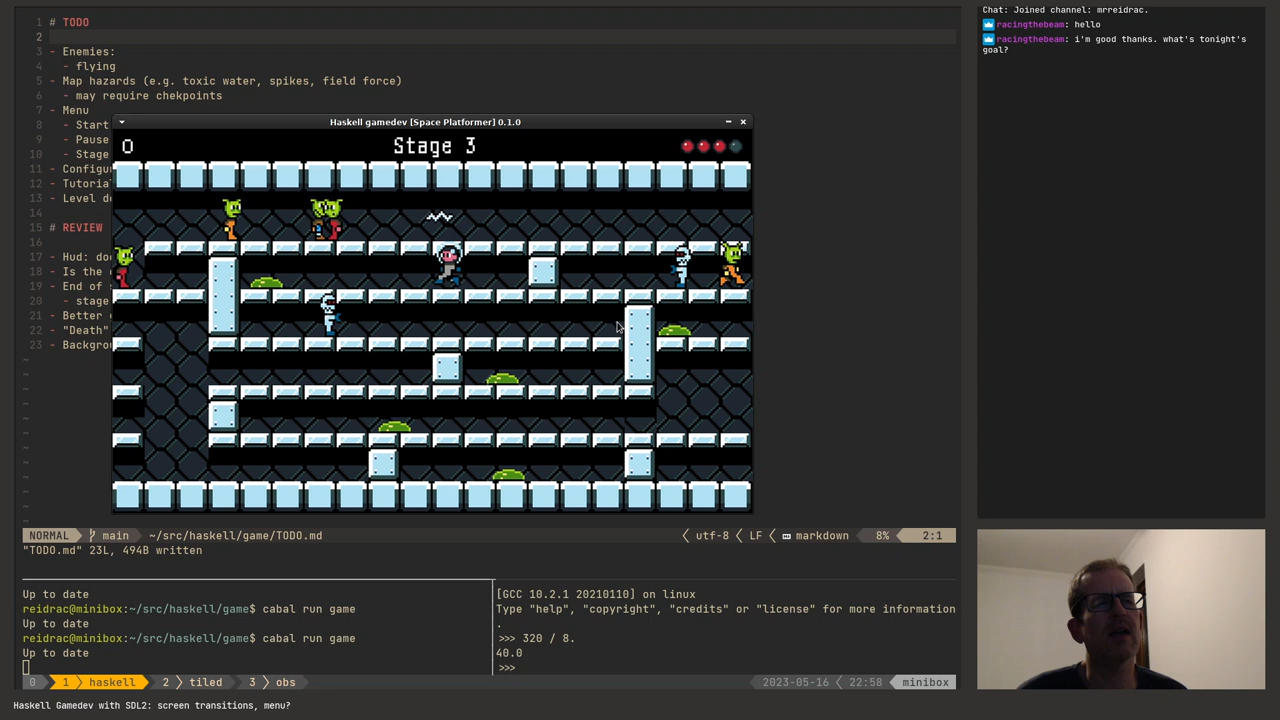 1 # TODO
2
3 - Enemies:
4   - flying
5 - Map hazards (e.g. toxic water, spikes, field force)
6   - may require chekpoints
7 - Menu
8   - Start
9   - Pause
10   - Stage
11 - Configu
12 - Tutoria
13 - Level de
14
15 # REVIEW
16
17 - Hud: do
18 - Is the
19 - End of
20   - stage
21 - Better
22 - "Death"
23 - Backgrou
Haskell gamedev [Space Platformer] 0.1.0
0 Stage 3
NORMAL main ~/src/haskell/game/TODO.md utf-8 LF markdown 8% 2:1
"TODO.md" 23L, 494B written
Up to date
reidrac@minibox:~/src/haskell/game$ cabal run game
Up to date
reidrac@minibox:~/src/haskell/game$ cabal run game
Up to date
[GCC 10.2.1 20210110] on linux
Type "help", "copyright", "credits" or "license" for more information
.
>>> 320 / 8.
40.0
>>>
0 1 haskell 2 tiled 3 obs 2023-05-16 22:58 minibox
Haskell Gamedev with SDL2: screen transitions, menu?
Chat: Joined channel: mrreidrac.
racingthebeam: hello
racingthebeam: i'm good thanks. what's tonight's
goal?